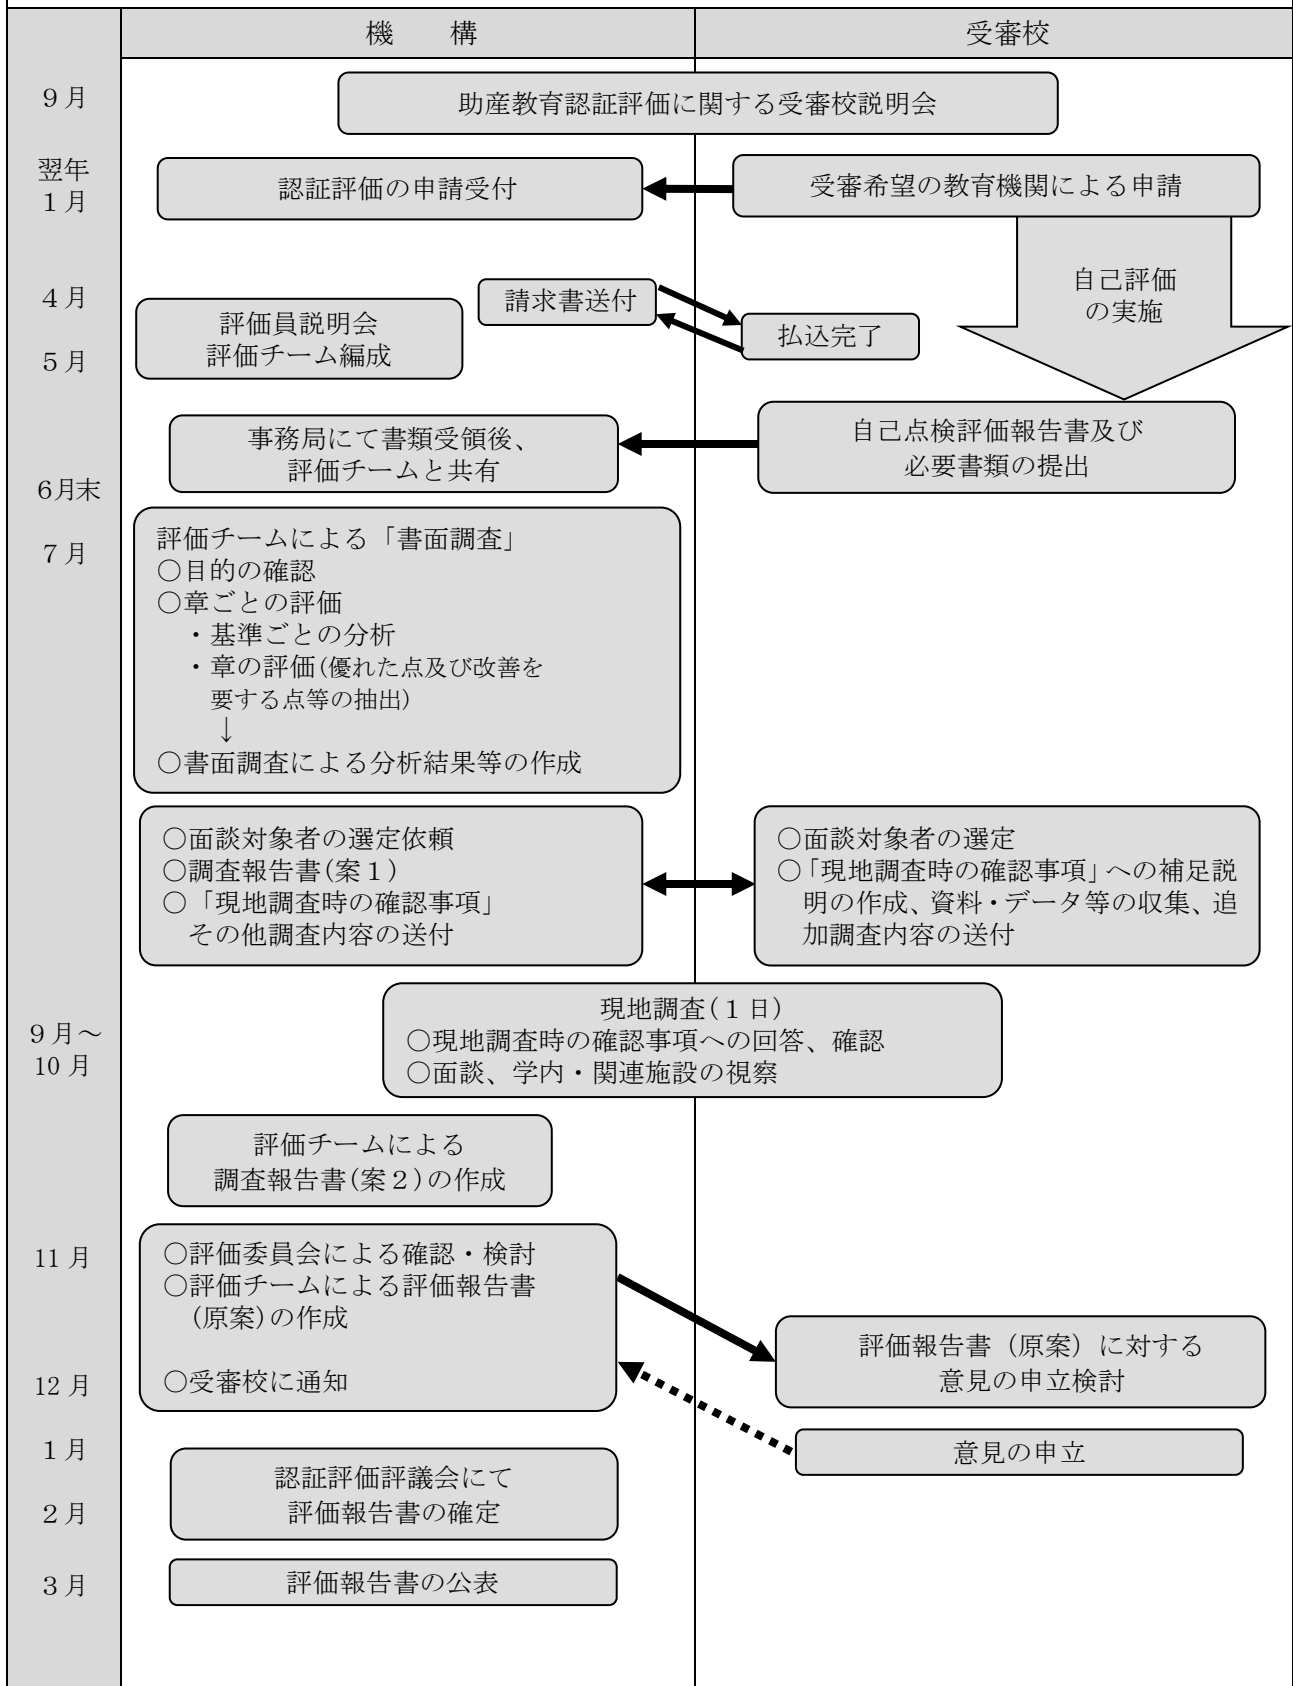 機　構
受審校
9月
助産教育認証評価に関する受審校説明会
翌年
1月
認証評価の申請受付
受審希望の教育機関による申請
自己評価
の実施
4月
5月
評価員説明会
評価チーム編成
請求書送付
払込完了
事務局にて書類受領後、
評価チームと共有
自己点検評価報告書及び
必要書類の提出
6月末
7月
評価チームによる「書面調査」
○目的の確認
○章ごとの評価
・基準ごとの分析
・章の評価(優れた点及び改善を
要する点等の抽出)
↓
○書面調査による分析結果等の作成
○面談対象者の選定依頼
○調査報告書(案１)
○「現地調査時の確認事項」
その他調査内容の送付
○面談対象者の選定
○「現地調査時の確認事項」への補足説
明の作成、資料・データ等の収集、追
加調査内容の送付
9月～
10月
現地調査(１日)
○現地調査時の確認事項への回答、確認
○面談、学内・関連施設の視察
評価チームによる
調査報告書(案２)の作成
11月
12月
○評価委員会による確認・検討
○評価チームによる評価報告書
(原案)の作成
○受審校に通知
評価報告書（原案）に対する
意見の申立検討
意見の申立
1月
2月
認証評価評議会にて
評価報告書の確定
3月
評価報告書の公表